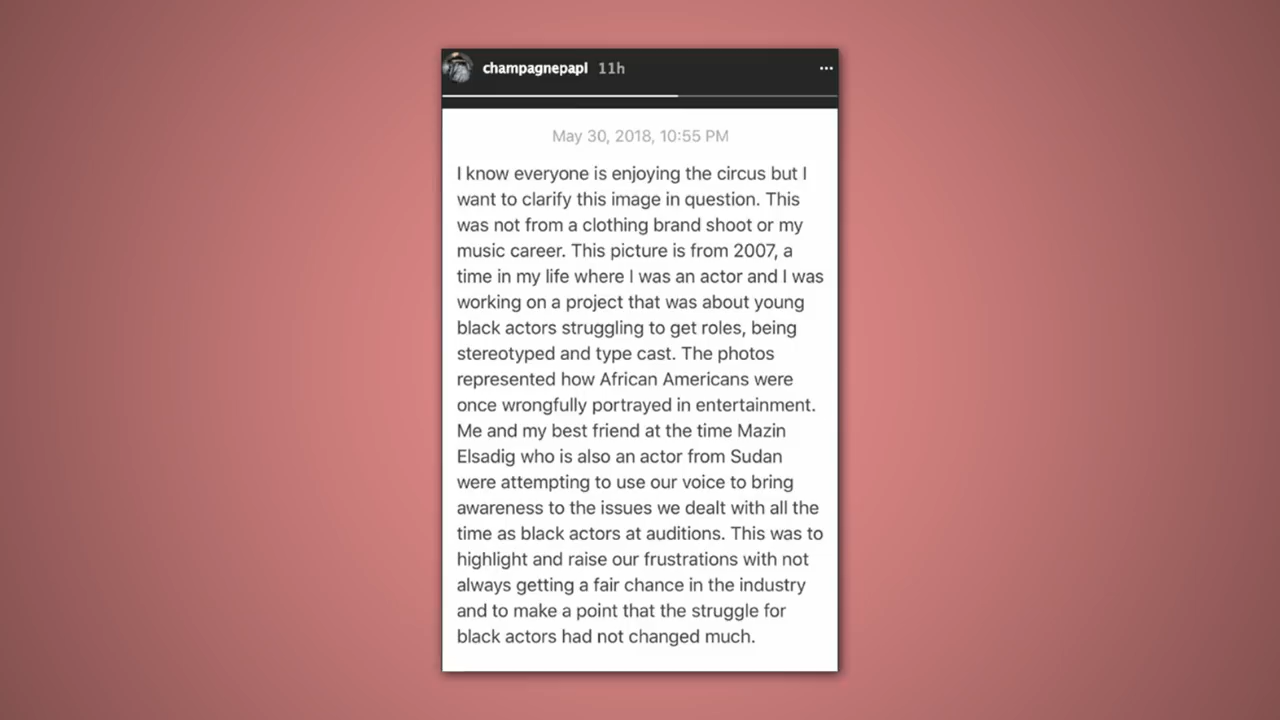 champagnepapi 11h
May 30, 2018, 10:55 PM
I know everyone is enjoying the circus but I
want to clarify this image in question. This
was not from a clothing brand shoot or my
music career. This picture is from 2007, a
time in my life where I was an actor and I was
working on a project that was about young
black actors struggling to get roles, being
stereotyped and type cast. The photos
represented how African Americans were
once wrongfully portrayed in entertainment.
Me and my best friend at the time Mazin
Elsadig who is also an actor from Sudan
were attempting to use our voice to bring
awareness to the issues we dealt with all the
time as black actors at auditions. This was to
highlight and raise our frustrations with not
always getting a fair chance in the industry
and to make a point that the struggle for
black actors had not changed much.